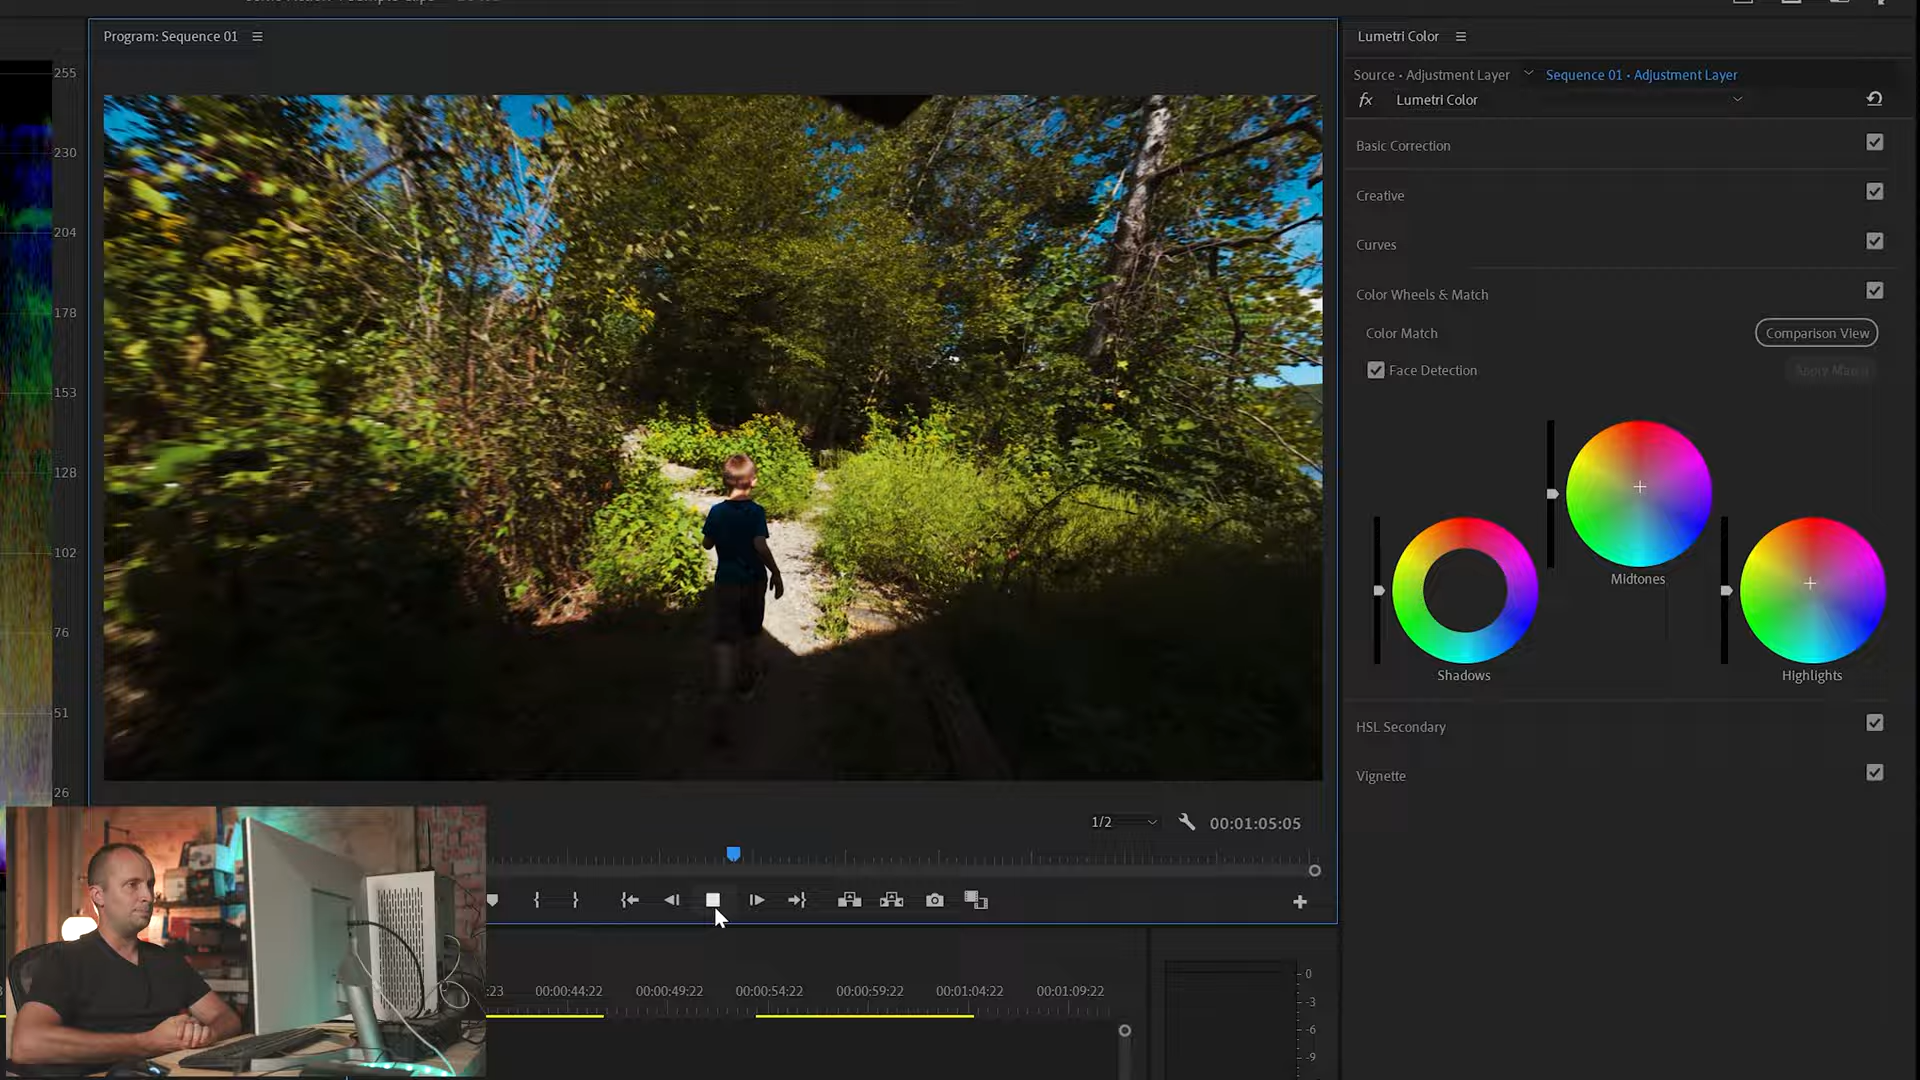 Program: Sequence 01
Lumetri Color
Source • Adjustment Layer
Sequence 01 • Adjustment Layer
fx Lumetri Color
Basic Correction
Creative
Curves
Color Wheels & Match
Color Match
Comparison View
Face Detection
Apply Match
Midtones
Shadows
Highlights
HSL Secondary
Vignette
255
230
204
178
153
128
102
76
51
26
1/2
00:01:05:05
:23
00:00:44:22
00:00:49:22
00:00:54:22
00:00:59:22
00:01:04:22
00:01:09:22
0
-3
-6
-9